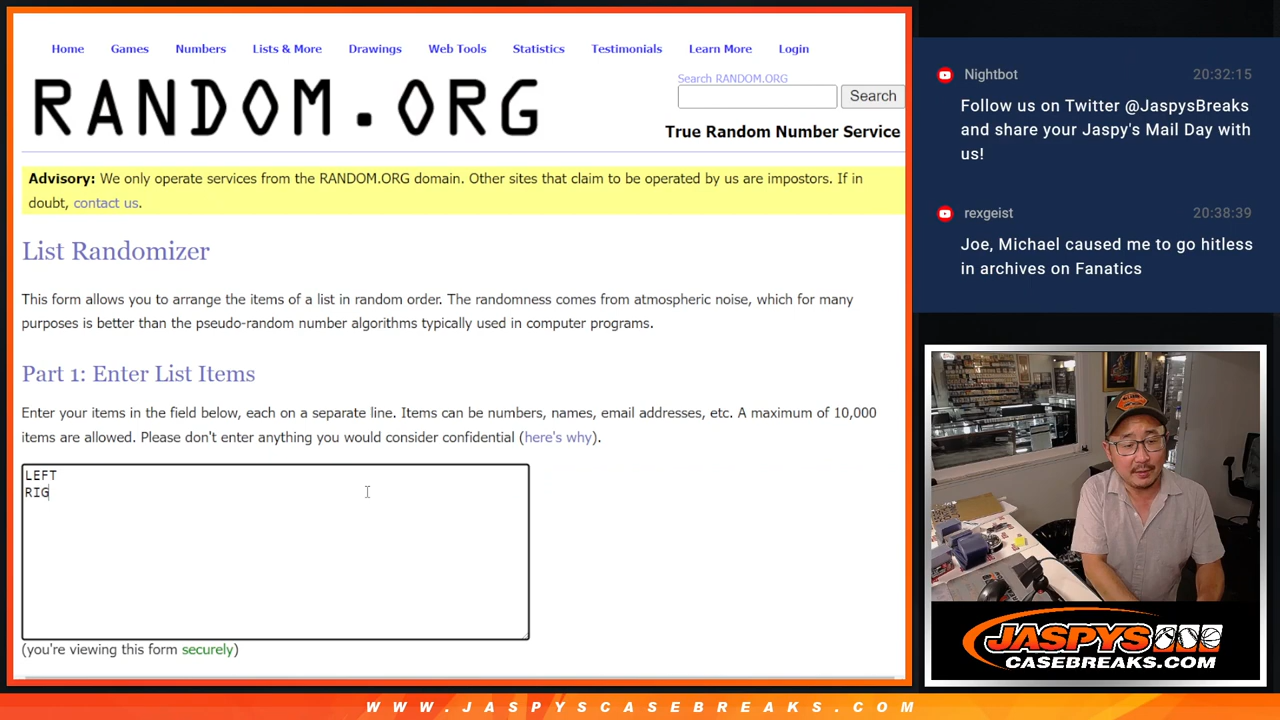 Home Games Numbers Lists & More Drawings Web Tools Statistics Testimonials Learn More Login
RANDOM.ORG
Search RANDOM.ORG
Search
True Random Number Service
Advisory: We only operate services from the RANDOM.ORG domain. Other sites that claim to be operated by us are impostors. If in
doubt, contact us.
List Randomizer
This form allows you to arrange the items of a list in random order. The randomness comes from atmospheric noise, which for many
purposes is better than the pseudo-random number algorithms typically used in computer programs.
Part 1: Enter List Items
Enter your items in the field below, each on a separate line. Items can be numbers, names, email addresses, etc. A maximum of 10,000
items are allowed. Please don't enter anything you would consider confidential (here's why).
LEFT
RIG
(you're viewing this form securely)
Nightbot 20:32:15
Follow us on Twitter @JaspysBreaks
and share your Jaspy's Mail Day with
us!
rexgeist 20:38:39
Joe, Michael caused me to go hitless
in archives on Fanatics
JASPYS
CASEBREAKS.COM
WWW.JASPYSCASEBREAKS.COM